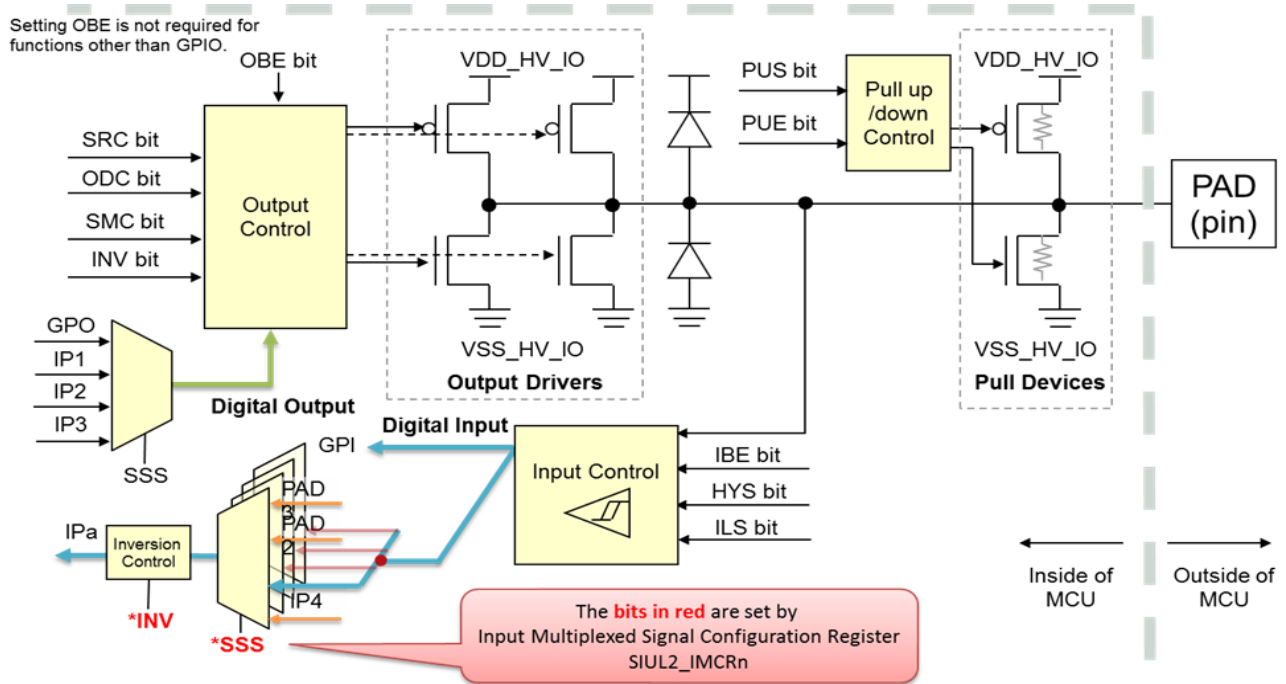 Setting OBE is not required for
functions other than GPIO.
OBE bit
SRC bit
ODC bit
SMC bit
INV bit
Output
Control
VDD_HV_IO
VSS_HV_IO
Output Drivers
PUS bit
PUE bit
Pull up
/down
Control
VDD_HV_IO
VSS_HV_IO
Pull Devices
PAD
(pin)
GPO
IP1
IP2
IP3
SSS
Digital Output
Digital Input
GPI
Input Control
IBE bit
HYS bit
ILS bit
PAD
3
PAD
2
IP4
IPa
Inversion
Control
*INV
*SSS
The bits in red are set by
Input Multiplexed Signal Configuration Register
SIUL2_IMCRn
Inside of
MCU
Outside of
MCU